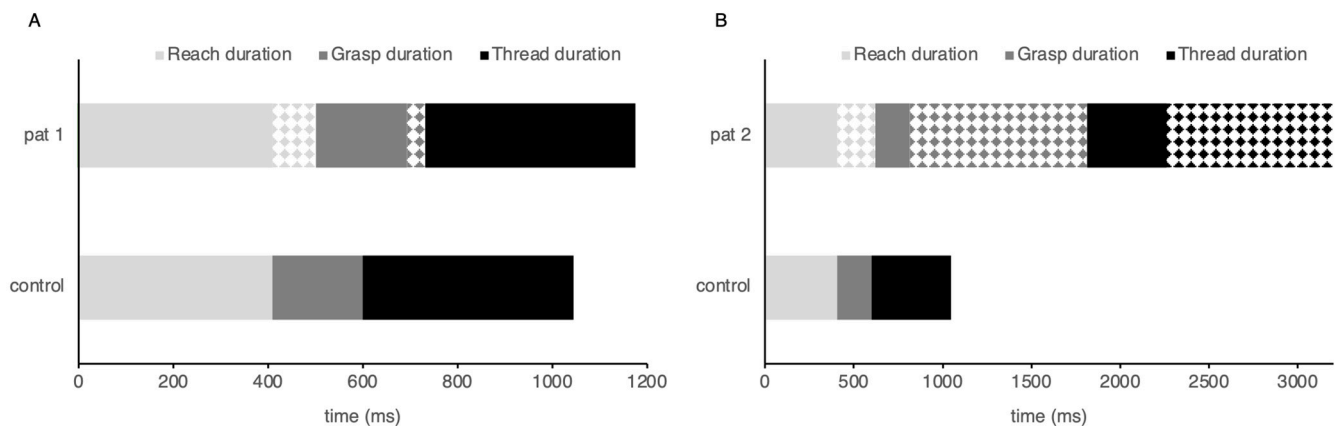 A
Reach duration Grasp duration Thread duration
pat 1
control
0 200 400 600 800 1000 1200
time (ms)
B
Reach duration Grasp duration Thread duration
pat 2
control
0 500 1000 1500 2000 2500 3000
time (ms)